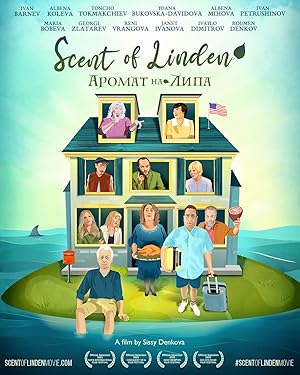 IVAN BARNEV
ALBENA KOLEVA
TONCHO TOKMAKCHIEV
YOANA BUKOVSKA-DAVIDOVA
ALBENA MIHOVA
IVAN PETRUSHINOV
MARIA BOBEVA
GEORGI ZLATAREV
RENI VRANGOVA
JANET IVANOVA
IVAYLO DIMITROV
ROUMEN DENKOV
Scent of Linden
АРОМАТ НА ЛИПА
A film by Sissy Denkova
SCENTOFLINDENMOVIE.COM
#SCENTOFLINDENMOVIE